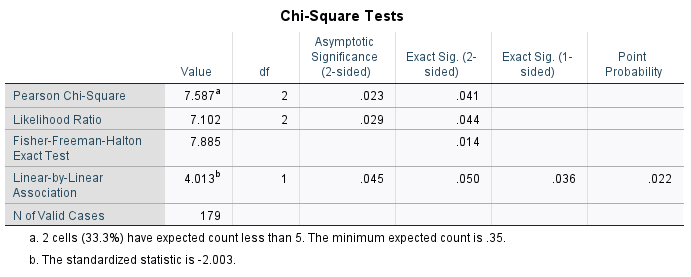 Chi-Square Tests
Asymptotic
Significance Exact Sig. (2- Exact Sig. (1- Point
Value df (2-sided) sided) sided) Probability
Pearson Chi-Square 7.587a 2 .023 .041
Likelihood Ratio 7.102 2 .029 .044
Fisher-Freeman-Halton 7.885 .014
Exact Test
Linear-by-Linear 4.013b 1 .045 .050 .036 .022
Association
N of Valid Cases 179
a. 2 cells (33.3%) have expected count less than 5. The minimum expected count is .35.
b. The standardized statistic is -2.003.